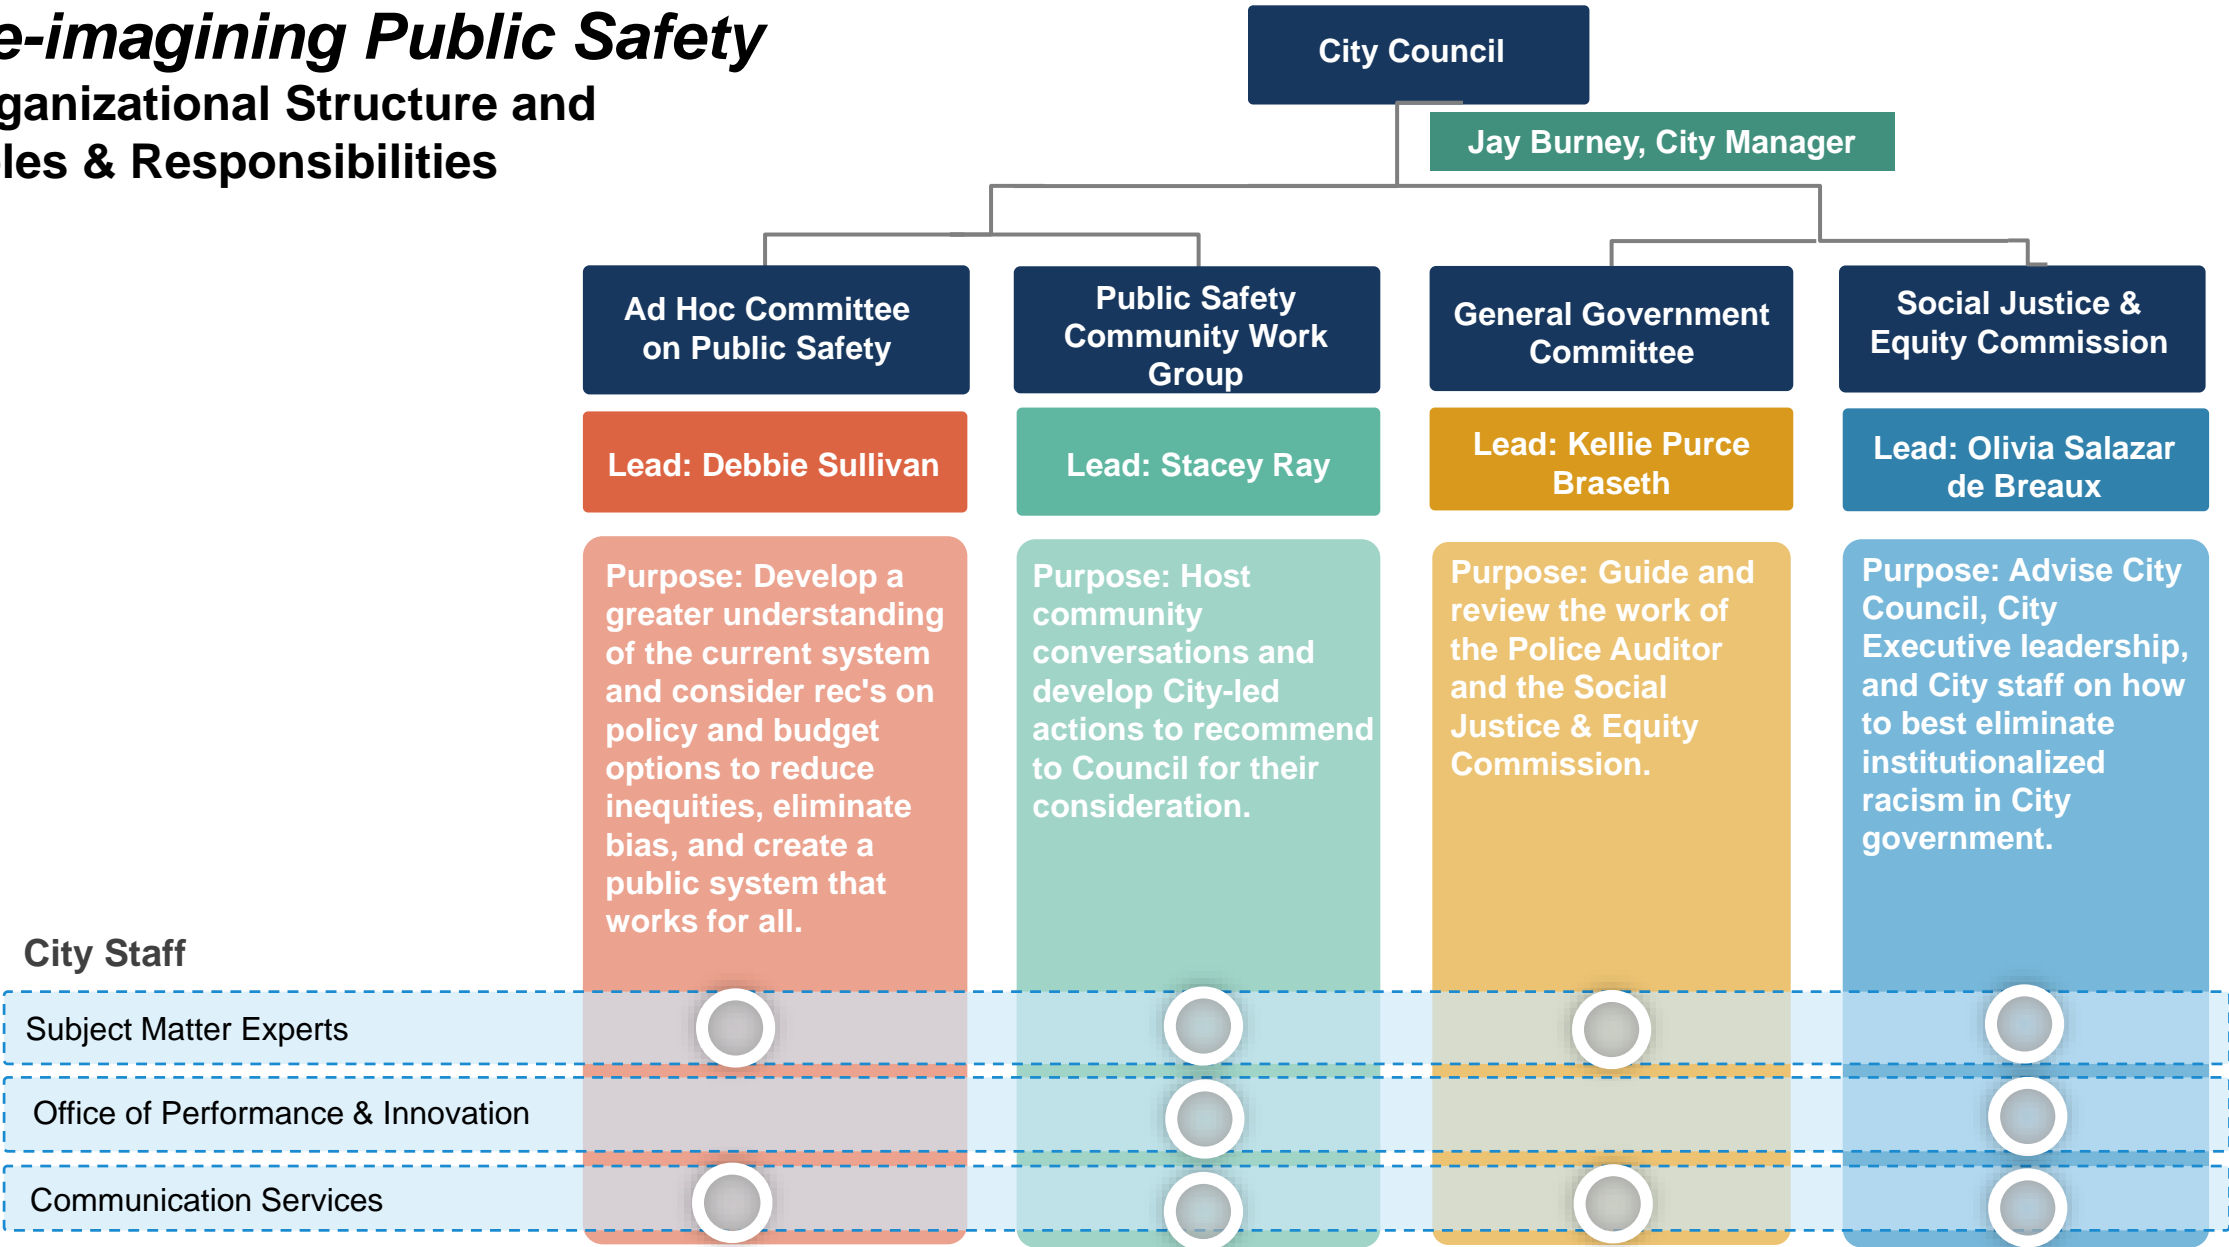 e-imagining Public Safety
ganizational Structure and
les & Responsibilities
City Council
Jay Burney, City Manager
Ad Hoc Committee
on Public Safety
Public Safety
Community Work
Group
General Government
Committee
Social Justice &
Equity Commission
Lead: Debbie Sullivan
Lead: Stacey Ray
Lead: Kellie Purce
Braseth
Lead: Olivia Salazar
de Breaux
Purpose: Develop a
greater understanding
of the current system
and consider rec's on
policy and budget
options to reduce
inequities, eliminate
bias, and create a
public system that
works for all.
Purpose: Host
community
conversations and
develop City-led
actions to recommend
to Council for their
consideration.
Purpose: Guide and
review the work of
the Police Auditor
and the Social
Justice & Equity
Commission.
Purpose: Advise City
Council, City
Executive leadership,
and City staff on how
to best eliminate
institutionalized
racism in City
government.
City Staff
Subject Matter Experts
Office of Performance & Innovation
Communication Services